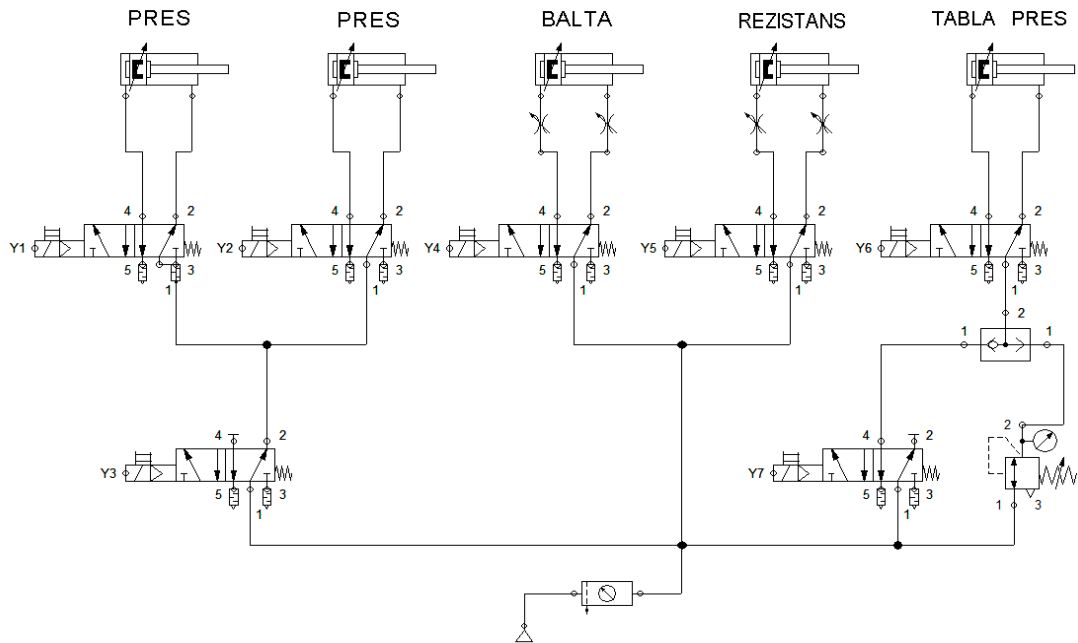 PRES PRES BALTA REZISTANS TABLA PRES
4 2 4 2 4 2 4 2 4 2
Y1 Y2 Y4 Y5 Y6
5 3 5 3 5 3 5 3 5 3
1 1 1 1 1
2
1 1
2
4 2 4 2
Y3 Y7
5 3 5 3 1 3
1 1